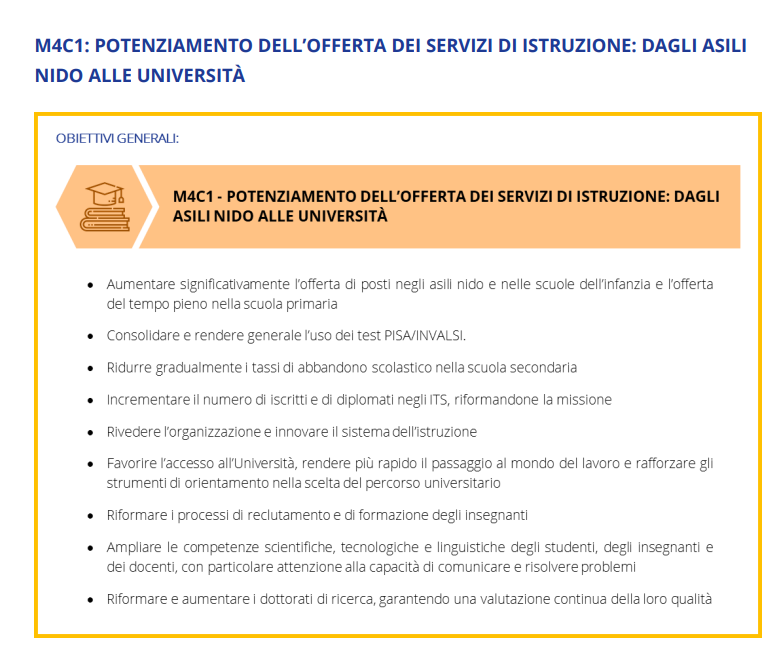 M4C1: POTENZIAMENTO DELL’OFFERTA DEI SERVIZI DI ISTRUZIONE: DAGLI ASILI
NIDO ALLE UNIVERSITÀ
OBIETTIVI GENERALI:
M4C1 - POTENZIAMENTO DELL’OFFERTA DEI SERVIZI DI ISTRUZIONE: DAGLI
ASILI NIDO ALLE UNIVERSITÀ
• Aumentare significativamente l’offerta di posti negli asili nido e nelle scuole dell’infanzia e l’offerta
del tempo pieno nella scuola primaria
• Consolidare e rendere generale l’uso dei test PISA/INVALSI.
• Ridurre gradualmente i tassi di abbandono scolastico nella scuola secondaria
• Incrementare il numero di iscritti e di diplomati negli ITS, riformandone la missione
• Rivedere l’organizzazione e innovare il sistema dell’istruzione
• Favorire l’accesso all’Università, rendere più rapido il passaggio al mondo del lavoro e rafforzare gli
strumenti di orientamento nella scelta del percorso universitario
• Riformare i processi di reclutamento e di formazione degli insegnanti
• Ampliare le competenze scientifiche, tecnologiche e linguistiche degli studenti, degli insegnanti e
dei docenti, con particolare attenzione alla capacità di comunicare e risolvere problemi
• Riformare e aumentare i dottorati di ricerca, garantendo una valutazione continua della loro qualità